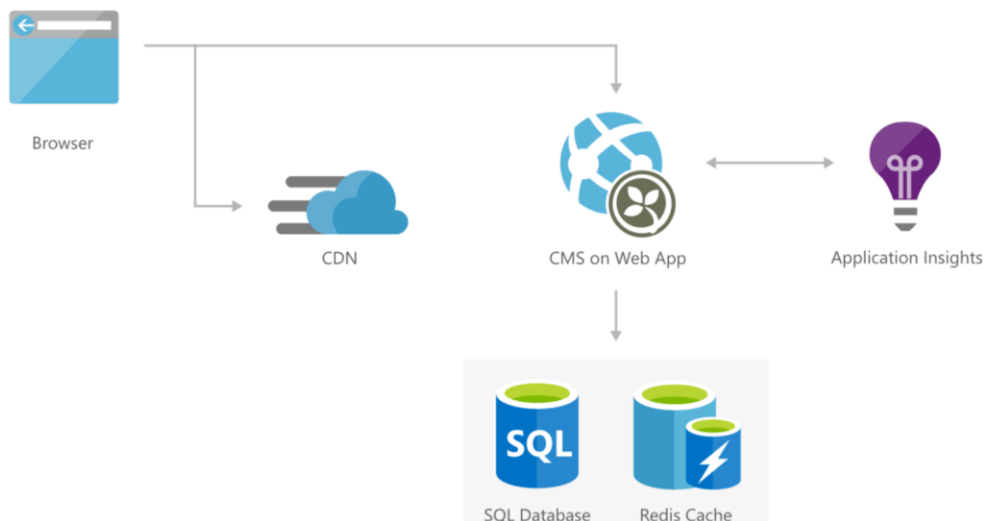 Browser
CDN
CMS on Web App
Application Insights
SQL
SQL Database
Redis Cache